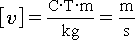 [v] = C·T·m/kg = m/s